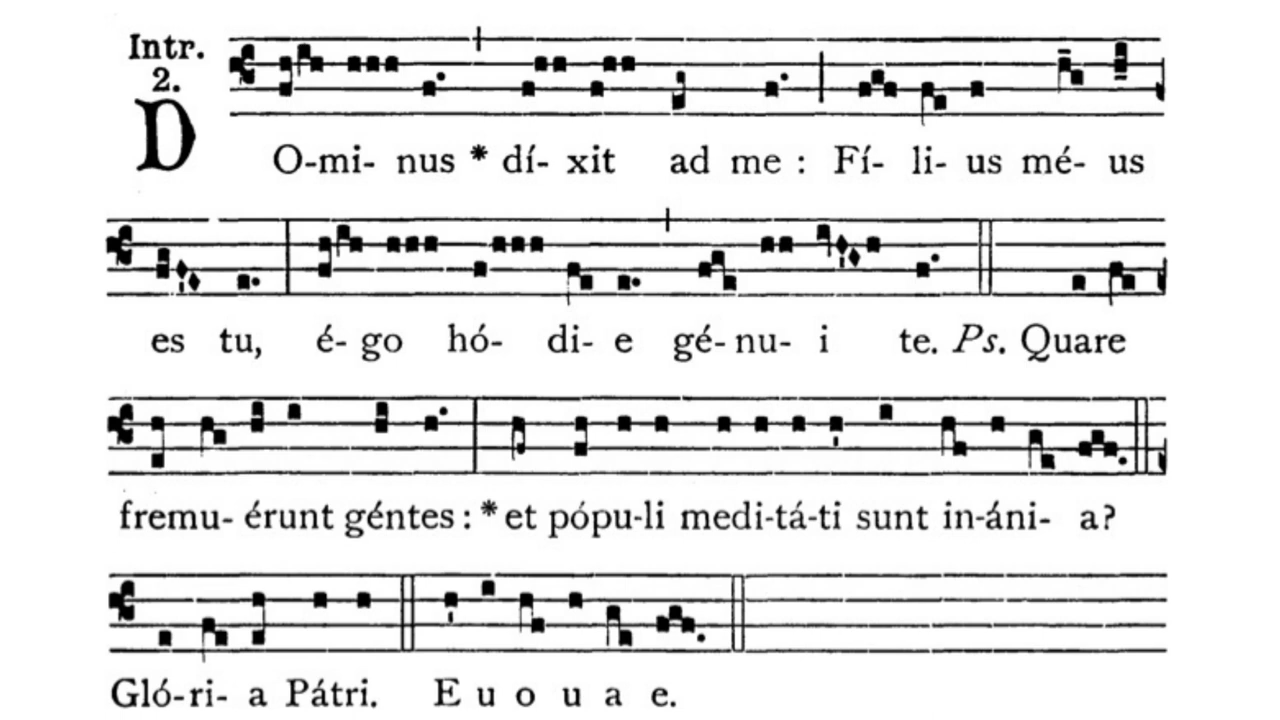 Intr.
2.
DO-mi- nus * dí- xit ad me : Fí- li- us mé- us
es tu, é- go hó- di- e gé- nu- i te. Ps. Quare
fremu- érunt géntes : * et pópu-li medi-tá-ti sunt in-áni- a?
Gló-ri- a Pátri. E u o u a e.